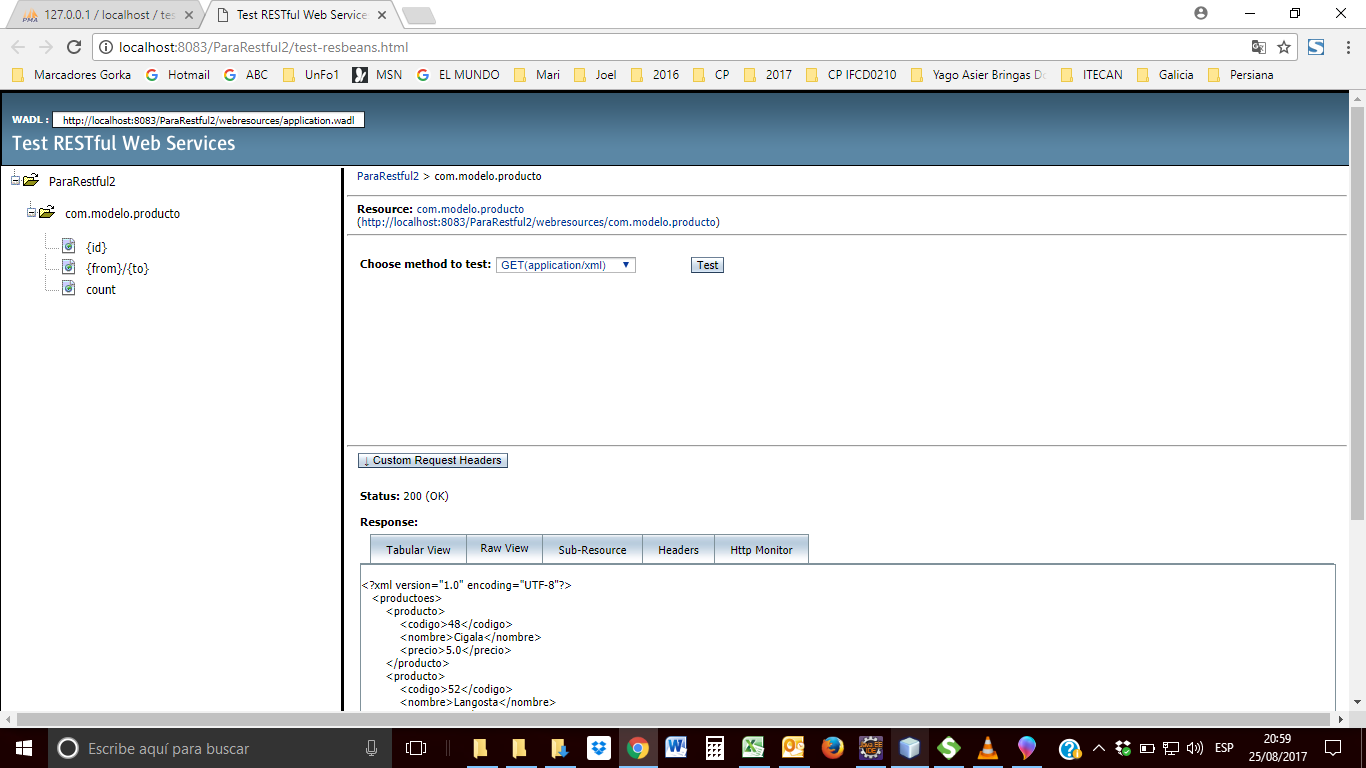 127.0.0.1 / localhost / tes
Test RESTful Web Service
localhost:8083/ParaRestful2/test-resbeans.html
Marcadores Gorka Hotmail ABC UnFo1 MSN EL MUNDO Mari Joel 2016 CP 2017 CP IFCD0210 Yago Asier Bringas Do ITECAN Galicia Persiana
WADL : http://localhost:8083/ParaRestful2/webresources/application.wadl
Test RESTful Web Services
ParaRestful2
com.modelo.producto
{id}
{from}/{to}
count
ParaRestful2 > com.modelo.producto
Resource: com.modelo.producto
(http://localhost:8083/ParaRestful2/webresources/com.modelo.producto)
Choose method to test: GET(application/xml) Test
↓ Custom Request Headers
Status: 200 (OK)
Response:
Tabular View Raw View Sub-Resource Headers Http Monitor
<?xml version="1.0" encoding="UTF-8"?>
<productoes>
<producto>
<codigo>48</codigo>
<nombre>Cigala</nombre>
<precio>5.0</precio>
</producto>
<producto>
<codigo>52</codigo>
<nombre>Langosta</nombre>
Escribe aquí para buscar
ESP
20:59
25/08/2017